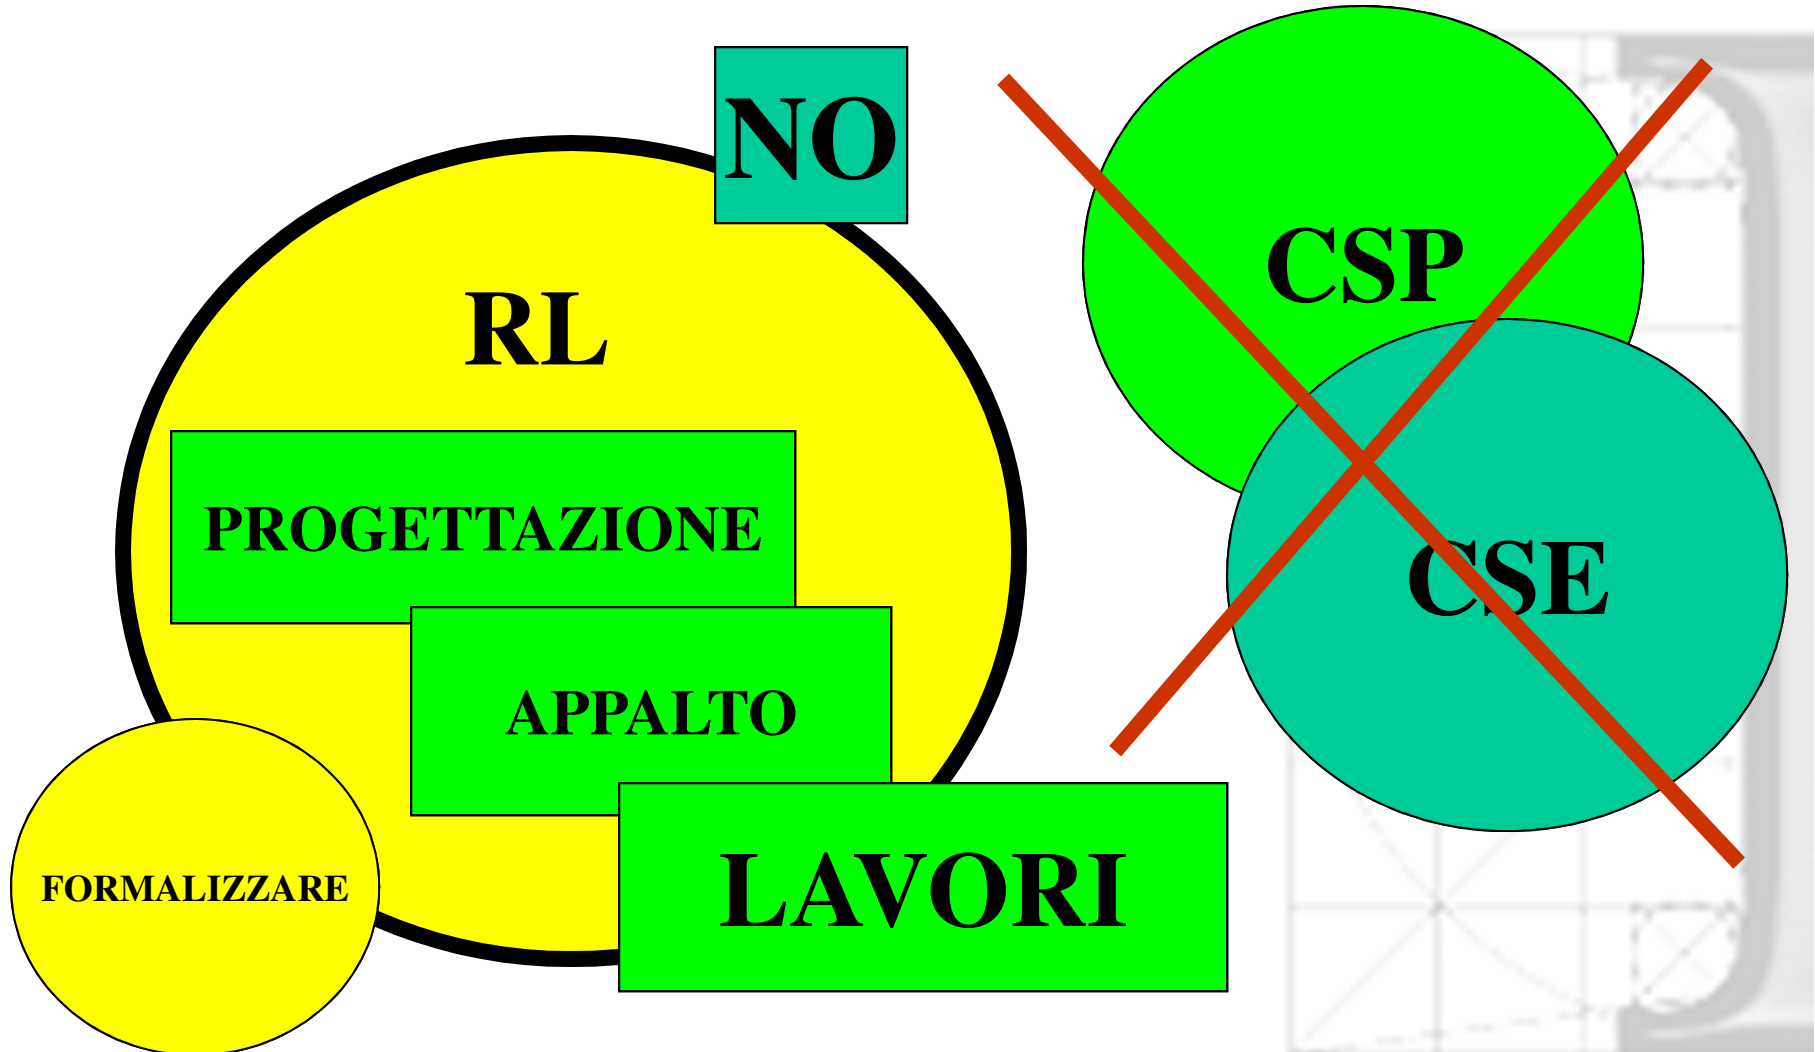 NO
RL
PROGETTAZIONE
APPALTO
LAVORI
FORMALIZZARE
CSP
CSE